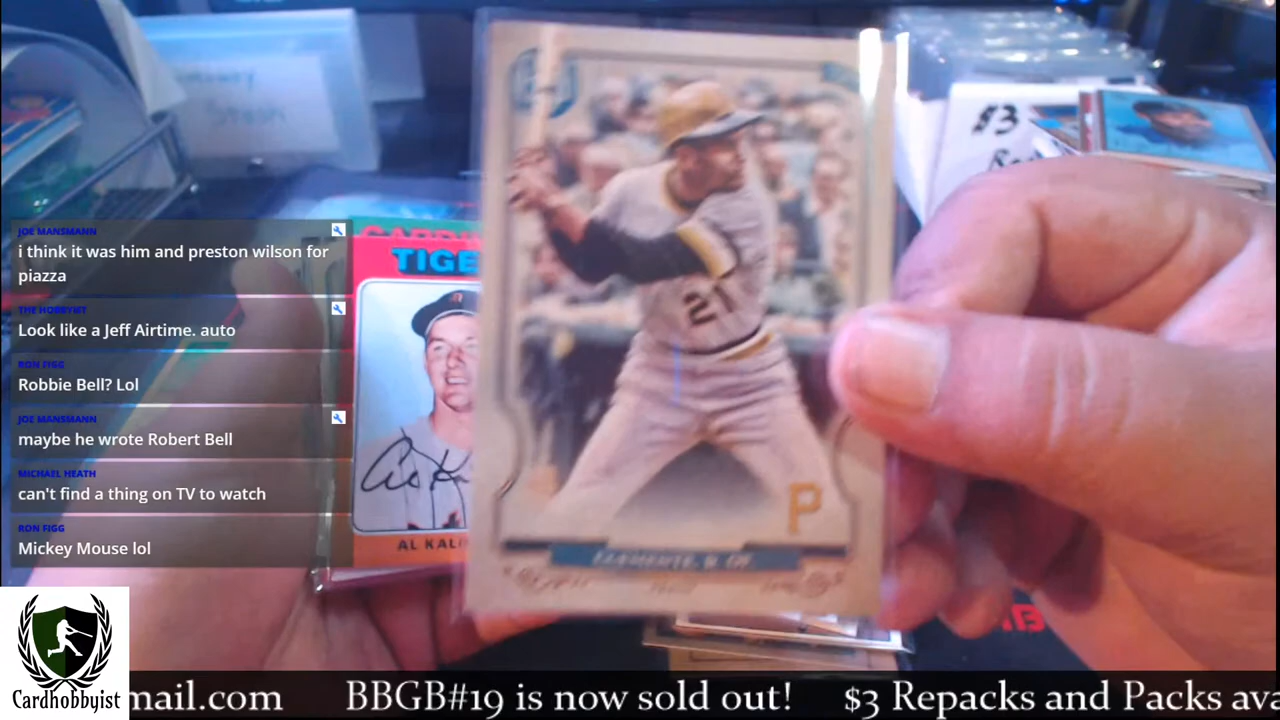 $3
JOE MANSMANN
i think it was him and preston wilson for
piazza
THE HOBBYIST
Look like a Jeff Airtime. auto
RON FIGG
Robbie Bell? Lol
JOE MANSMANN
maybe he wrote Robert Bell
MICHAEL HEATH
can't find a thing on TV to watch
RON FIGG
Mickey Mouse lol
TIGE
AL KALI
21
P
CLEMENTE, R. OF
Cardhobbyist
mail.com BBGB#19 is now sold out! $3 Repacks and Packs ava